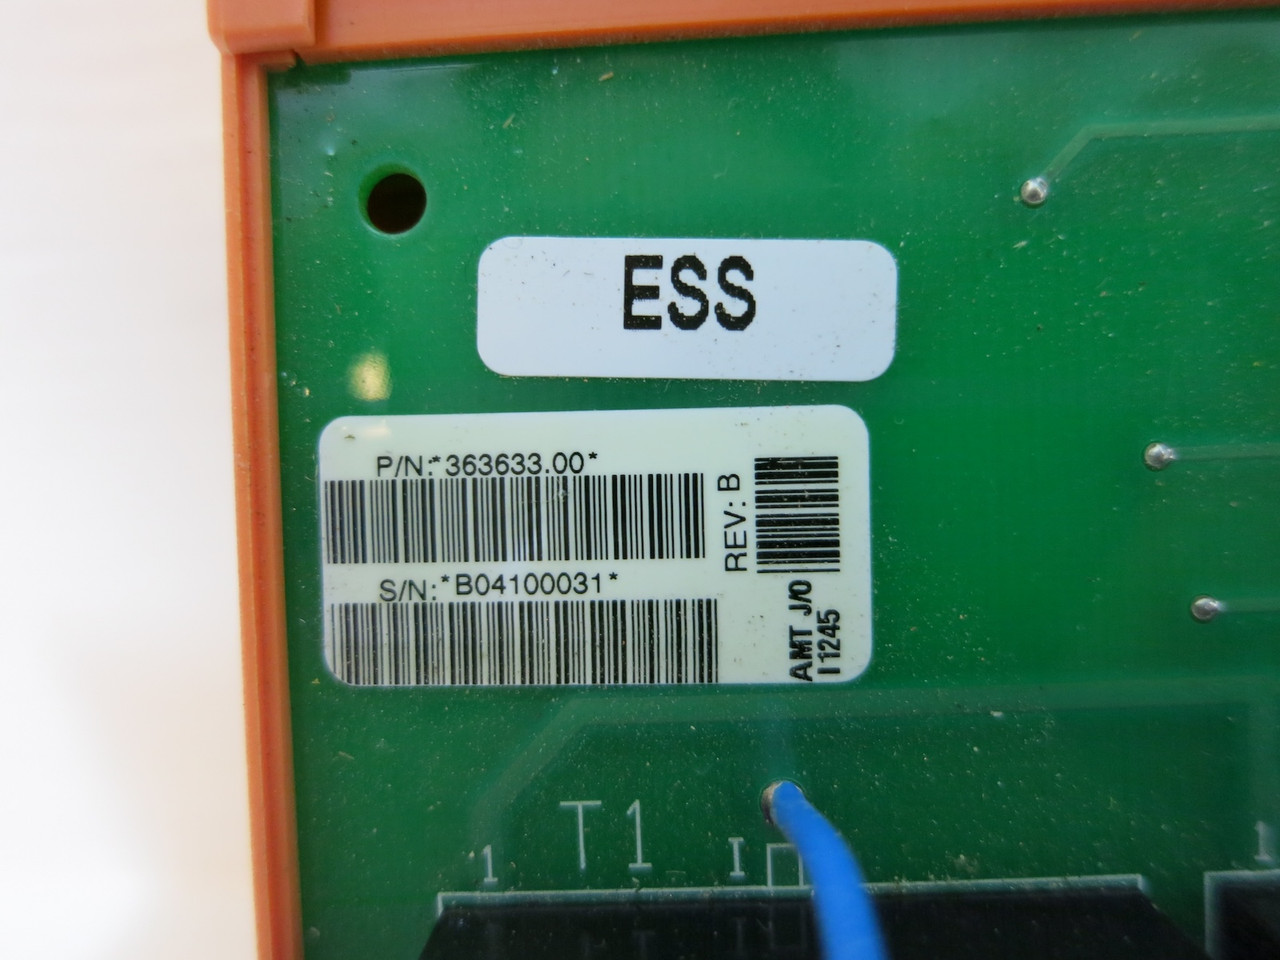 ESS
P/N:*363633.00*
REV: B
S/N:*B04100031*
AMT J/O
I1245
T1
1
I
1